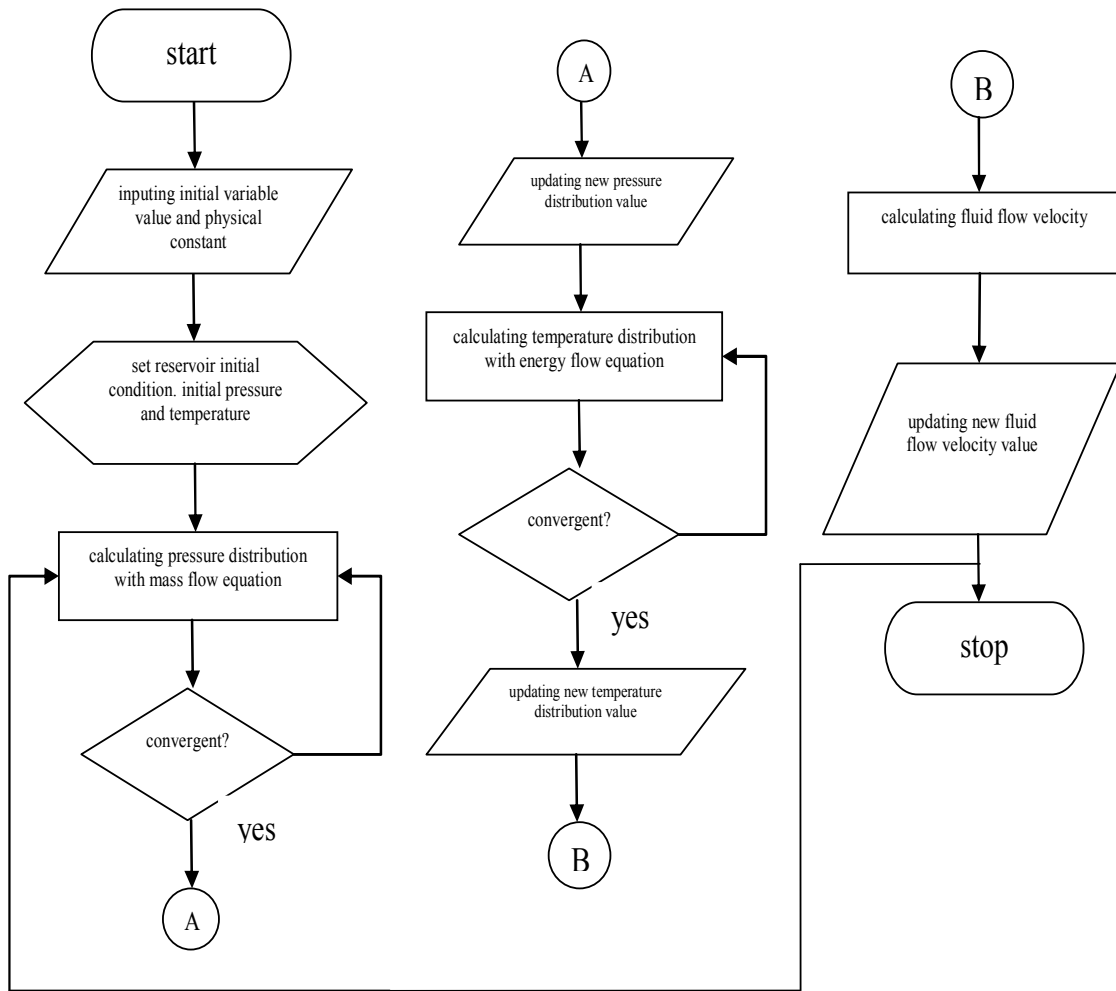 start
inputing initial variable
value and physical
constant
set reservoir initial
condition. initial pressure
and temperature
calculating pressure distribution
with mass flow equation
convergent?
yes
A
A
updating new pressure
distribution value
calculating temperature distribution
with energy flow equation
convergent?
yes
updating new temperature
distribution value
B
B
calculating fluid flow velocity
updating new fluid
flow velocity value
stop